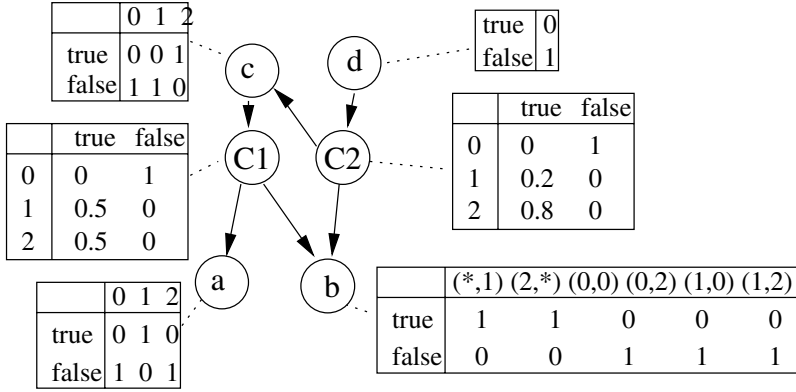 0 1 2
true 0 0 1
false 1 1 0
c
d
true 0
false 1
true false
0 0 1
1 0.5 0
2 0.5 0
C1
C2
true false
0 0 1
1 0.2 0
2 0.8 0
a
b
0 1 2
true 0 1 0
false 1 0 1
(*,1) (2,*) (0,0) (0,2) (1,0) (1,2)
true 1 1 0 0 0 0
false 0 0 1 1 1 1